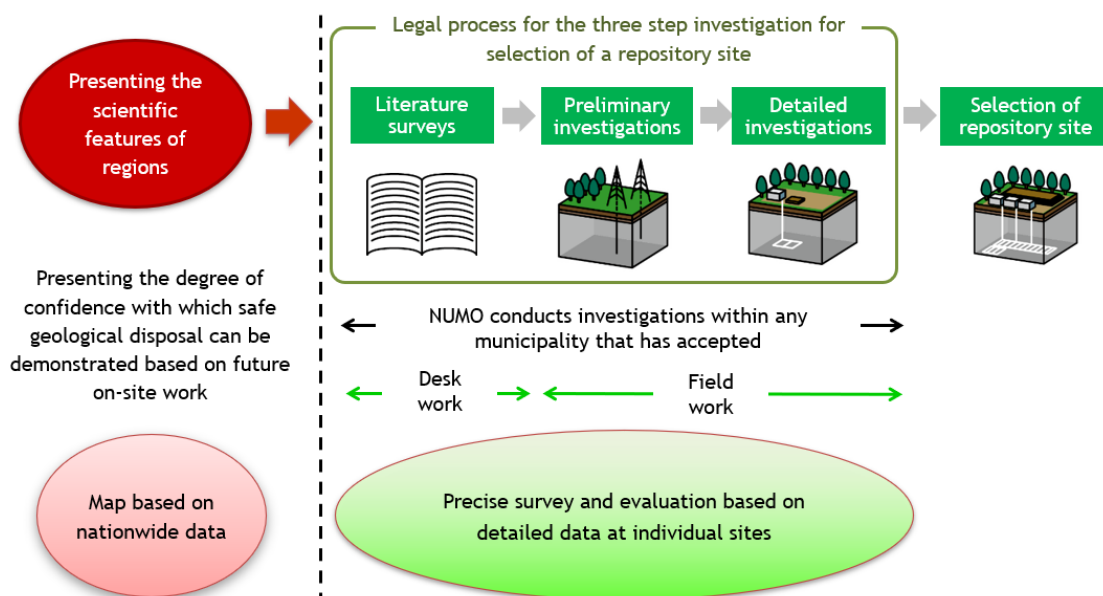 Legal process for the three step investigation for
selection of a repository site
Presenting the
scientific
features of
regions
Literature
surveys
Preliminary
investigations
Detailed
investigations
Selection of
repository site
Presenting the degree of
confidence with which safe
geological disposal can be
demonstrated based on future
on-site work
NUMO conducts investigations within any
municipality that has accepted
Desk
work
Field
work
Map based on
nationwide data
Precise survey and evaluation based on
detailed data at individual sites